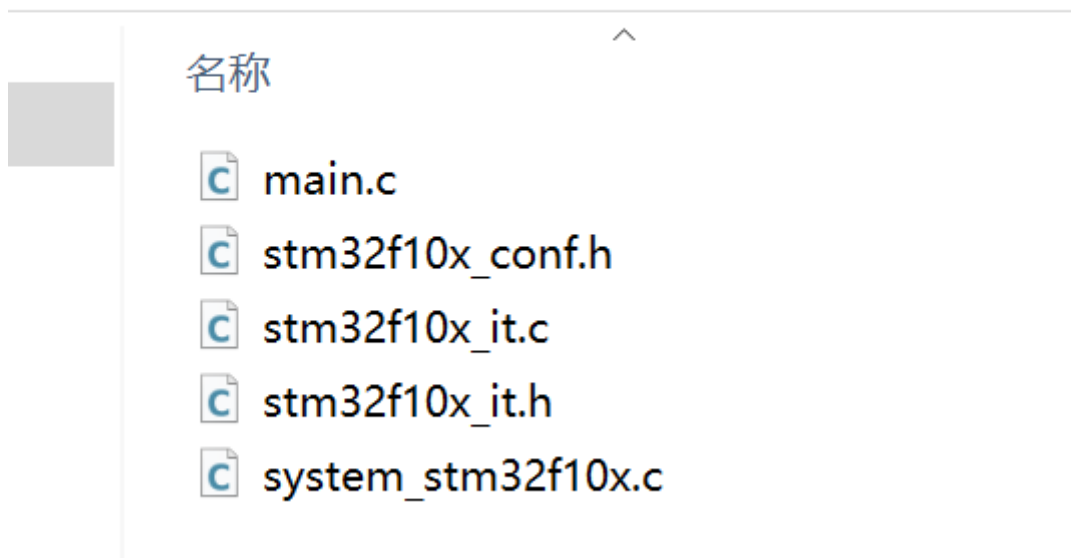 名称
main.c
stm32f10x_conf.h
stm32f10x_it.c
stm32f10x_it.h
system_stm32f10x.c